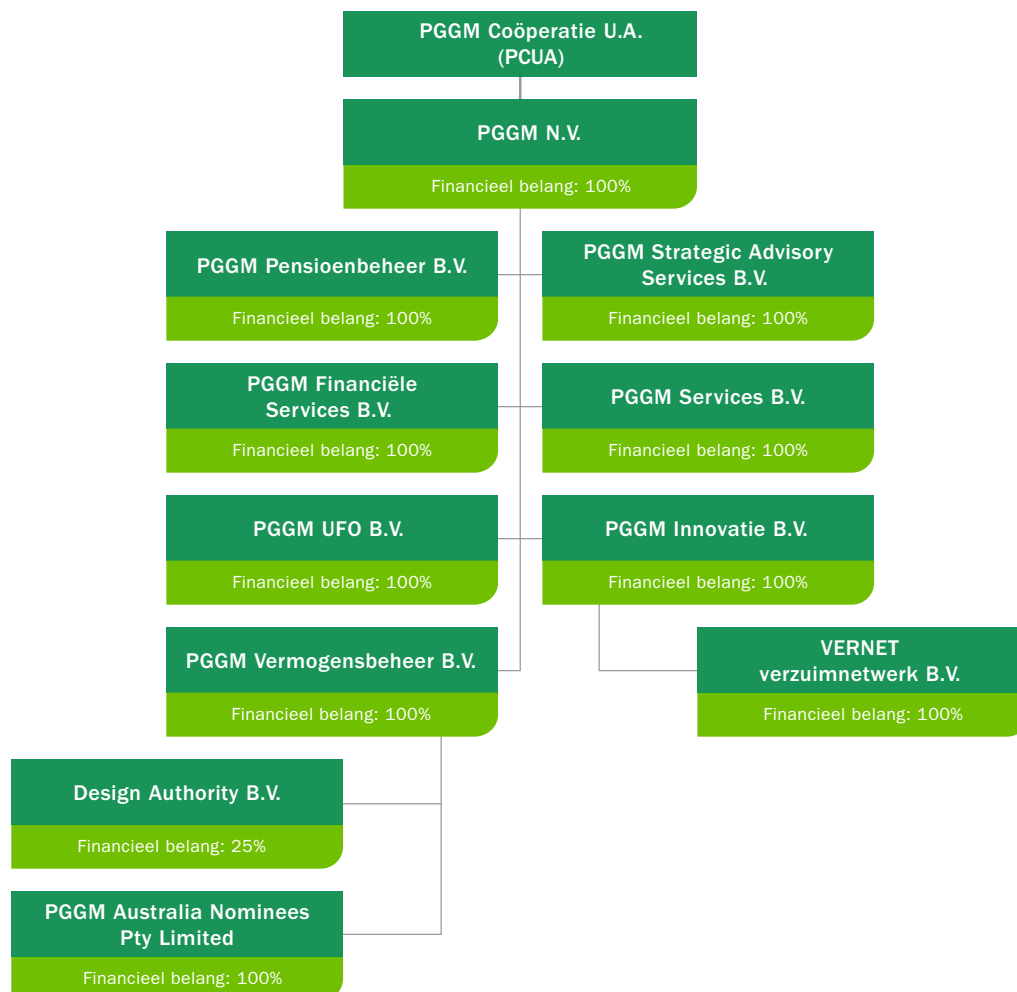 PGGM Coöperatie U.A.
(PCUA)
PGGM N.V.
Financieel belang: 100%
PGGM Pensioenbeheer B.V.
Financieel belang: 100%
PGGM Strategic Advisory
Services B.V.
Financieel belang: 100%
PGGM Financiële
Services B.V.
Financieel belang: 100%
PGGM Services B.V.
Financieel belang: 100%
PGGM UFO B.V.
Financieel belang: 100%
PGGM Innovatie B.V.
Financieel belang: 100%
PGGM Vermogensbeheer B.V.
Financieel belang: 100%
VERNET
verzuimnetwerk B.V.
Financieel belang: 100%
Design Authority B.V.
Financieel belang: 25%
PGGM Australia Nominees
Pty Limited
Financieel belang: 100%